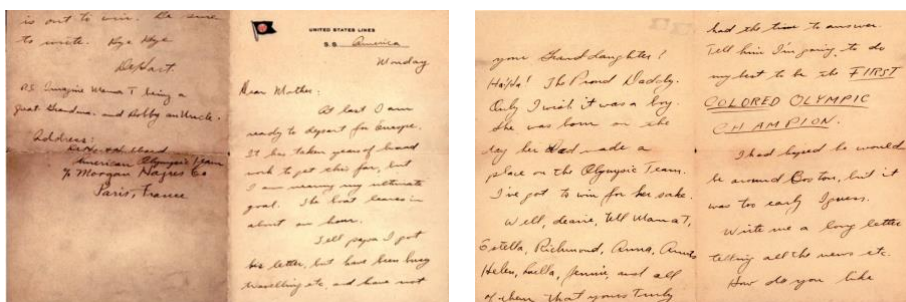 is out to win. Be sure
to write. Bye Bye
DeHart.
P.S. Imagine Mama T being a
great Grandma. and Bobby an Uncle.
Address:
DeHart Hubbard
American Olympic Team
% Morgan Harjes Co
Paris, France
UNITED STATES LINES
S.S. America
Monday
Dear Mother:
At last I am
ready to depart for Europe.
It has taken years of hard
work to get this far, but
I am nearing my ultimate
goal. The boat leaves in
about an hour.
Tell papa I got
his letter, but have been busy
travelling etc. and have not
had the time to answer.
Tell him I'm going to do
my best to be the FIRST
COLORED OLYMPIC
CHAMPION.
I had hoped to would
be around Boston, but it
was too early I guess.
Write me a long letter
telling all the news etc.
How do you like
your Granddaughter?
Ha! Ha! The Proud Daddy.
Only I wish it was a boy.
She was born on the
day her Dad made a
place on the Olympic Team.
I've got to win for her sake.
Well, dearie, tell Mama T,
Estella, Richmond, Anna, Annie
Helen, Luella, Jennie, and all
of them that yours truly